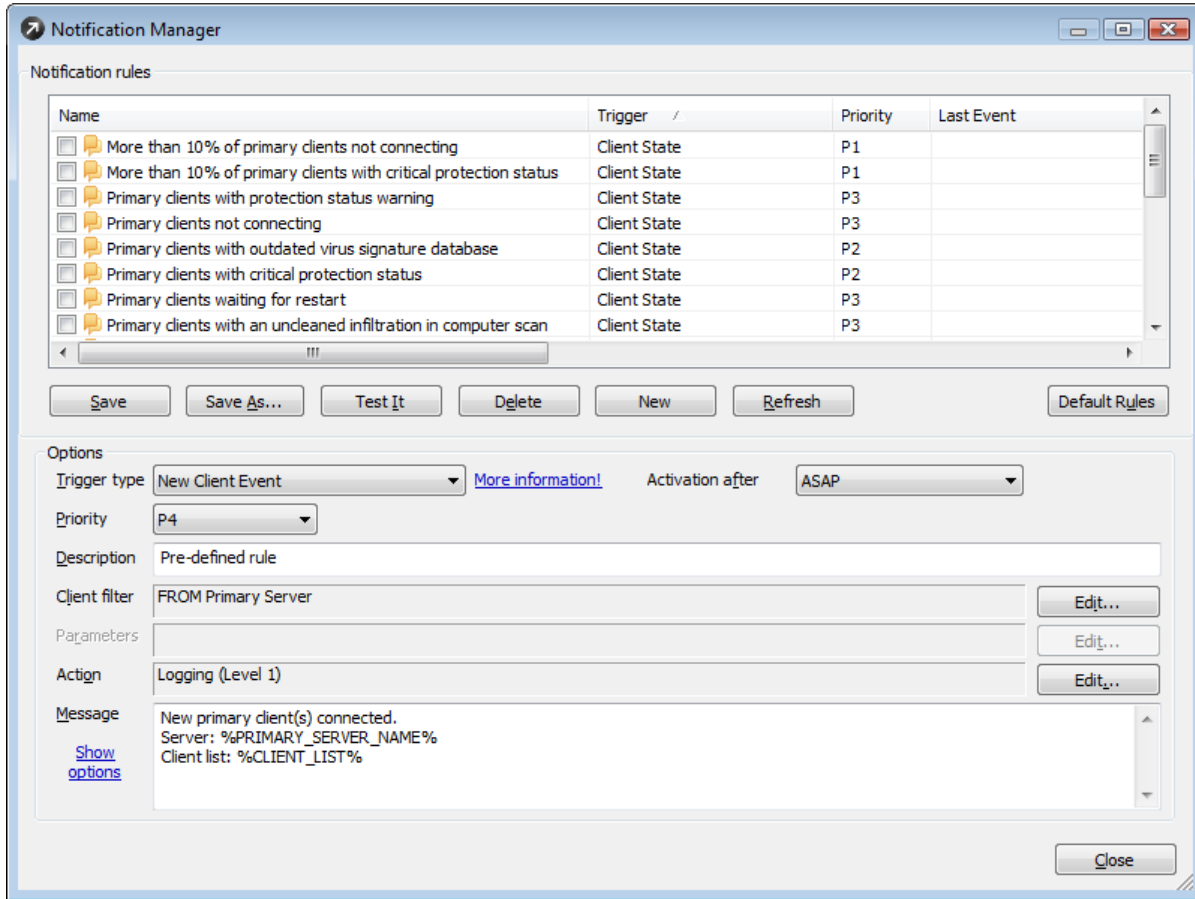 Notification Manager
Notification rules
Name Trigger Priority Last Event
More than 10% of primary clients not connecting Client State P1
More than 10% of primary clients with critical protection status Client State P1
Primary clients with protection status warning Client State P3
Primary clients not connecting Client State P3
Primary clients with outdated virus signature database Client State P2
Primary clients with critical protection status Client State P2
Primary clients waiting for restart Client State P3
Primary clients with an uncleaned infiltration in computer scan Client State P3
Save Save As... Test It Delete New Refresh Default Rules
Options
Trigger type New Client Event More information! Activation after ASAP
Priority P4
Description Pre-defined rule
Client filter FROM Primary Server Edit...
Parameters Edit...
Action Logging (Level 1) Edit...
Message New primary client(s) connected.
Server: %PRIMARY_SERVER_NAME%
Show Client list: %CLIENT_LIST%
options
Close